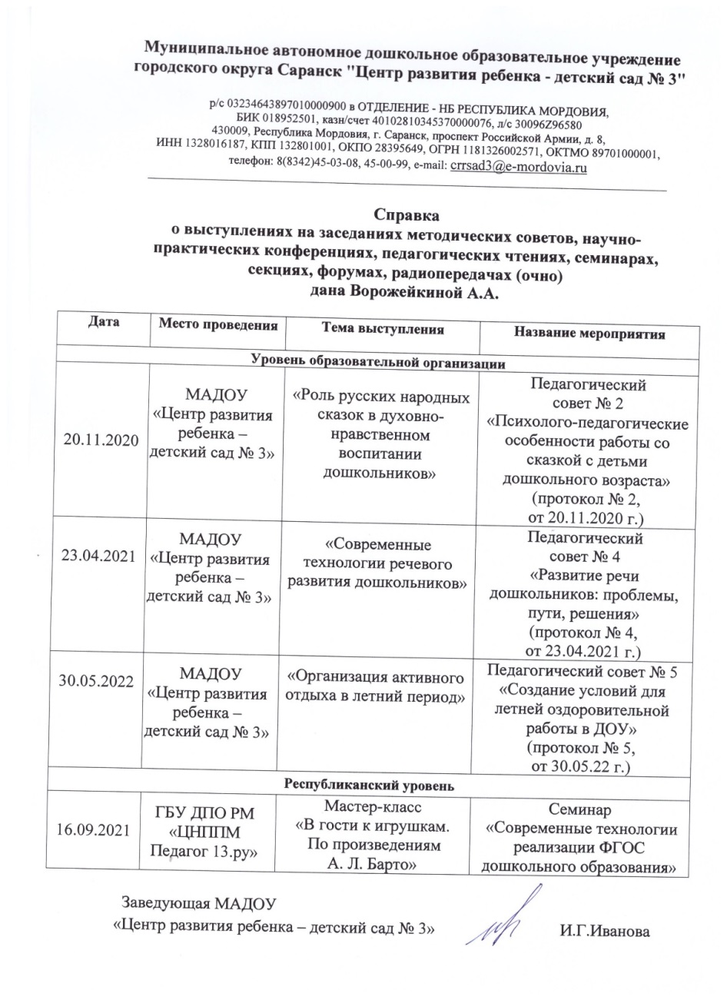 Муниципальное автономное дошкольное образовательное учреждение
городского округа Саранск "Центр развития ребенка - детский сад № 3"
р/с 03234643897010000900 в ОТДЕЛЕНИЕ - НБ РЕСПУБЛИКА МОРДОВИЯ,
БИК 018952501, казн/счет 40102810345370000076, л/с 30096Z96580
430009, Республика Мордовия, г. Саранск, проспект Российской Армии, д. 8,
ИНН 1328016187, КПП 132801001, ОКПО 28395649, ОГРН 1181326002571, ОКТМО 89701000001,
телефон: 8(8342)45-03-08, 45-00-99, e-mail: crrsad3@e-mordovia.ru
Справка
о выступлениях на заседаниях методических советов, научно-
практических конференциях, педагогических чтениях, семинарах,
секциях, форумах, радиопередачах (очно)
дана Ворожейкиной А.А.
Дата
Место проведения
Тема выступления
Название мероприятия
Уровень образовательной организации
20.11.2020
МАДОУ
«Центр развития
ребенка –
детский сад № 3»
«Роль русских народных
сказок в духовно-
нравственном
воспитании
дошкольников»
Педагогический
совет № 2
«Психолого-педагогические
особенности работы со
сказкой с детьми
дошкольного возраста»
(протокол № 2,
от 20.11.2020 г.)
23.04.2021
МАДОУ
«Центр развития
ребенка –
детский сад № 3»
«Современные
технологии речевого
развития дошкольников»
Педагогический
совет № 4
«Развитие речи
дошкольников: проблемы,
пути, решения»
(протокол № 4,
от 23.04.2021 г.)
30.05.2022
МАДОУ
«Центр развития
ребенка –
детский сад № 3»
«Организация активного
отдыха в летний период»
Педагогический совет № 5
«Создание условий для
летней оздоровительной
работы в ДОУ»
(протокол № 5,
от 30.05.22 г.)
Республиканский уровень
16.09.2021
ГБУ ДПО РМ
«ЦНППМ
Педагог 13.ру»
Мастер-класс
«В гости к игрушкам.
По произведениям
А. Л. Барто»
Семинар
«Современные технологии
реализации ФГОС
дошкольного образования»
Заведующая МАДОУ
«Центр развития ребенка – детский сад № 3»
И.Г.Иванова